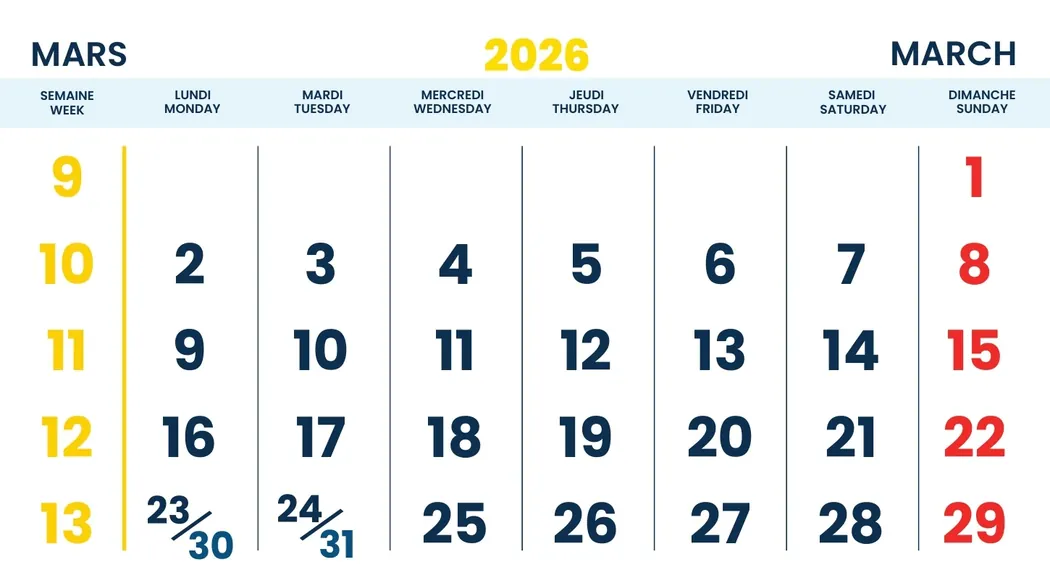 MARS 2026 MARCH
SEMAINE LUNDI MARDI MERCREDI JEUDI VENDREDI SAMEDI DIMANCHE
WEEK MONDAY TUESDAY WEDNESDAY THURSDAY FRIDAY SATURDAY SUNDAY
9 1
10 2 3 4 5 6 7 8
11 9 10 11 12 13 14 15
12 16 17 18 19 20 21 22
13 23/30 24/31 25 26 27 28 29